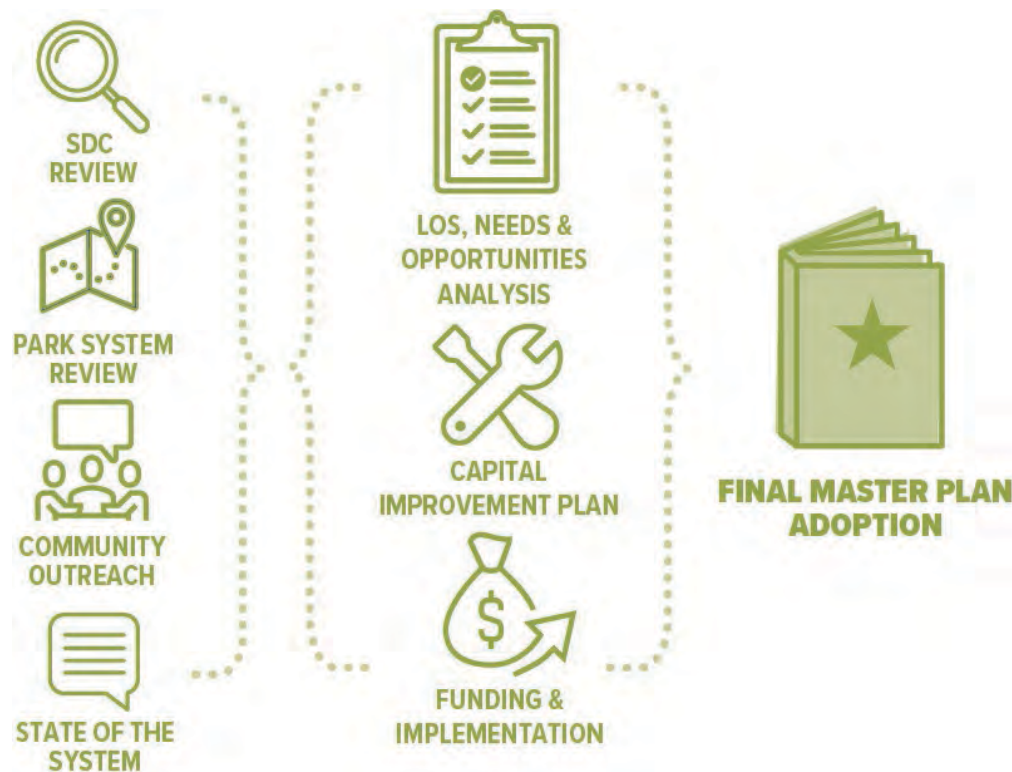 SDC
REVIEW
PARK SYSTEM
REVIEW
COMMUNITY
OUTREACH
STATE OF THE
SYSTEM
LOS, NEEDS &
OPPORTUNITIES
ANALYSIS
CAPITAL
IMPROVEMENT PLAN
$
FUNDING &
IMPLEMENTATION
FINAL MASTER PLAN
ADOPTION